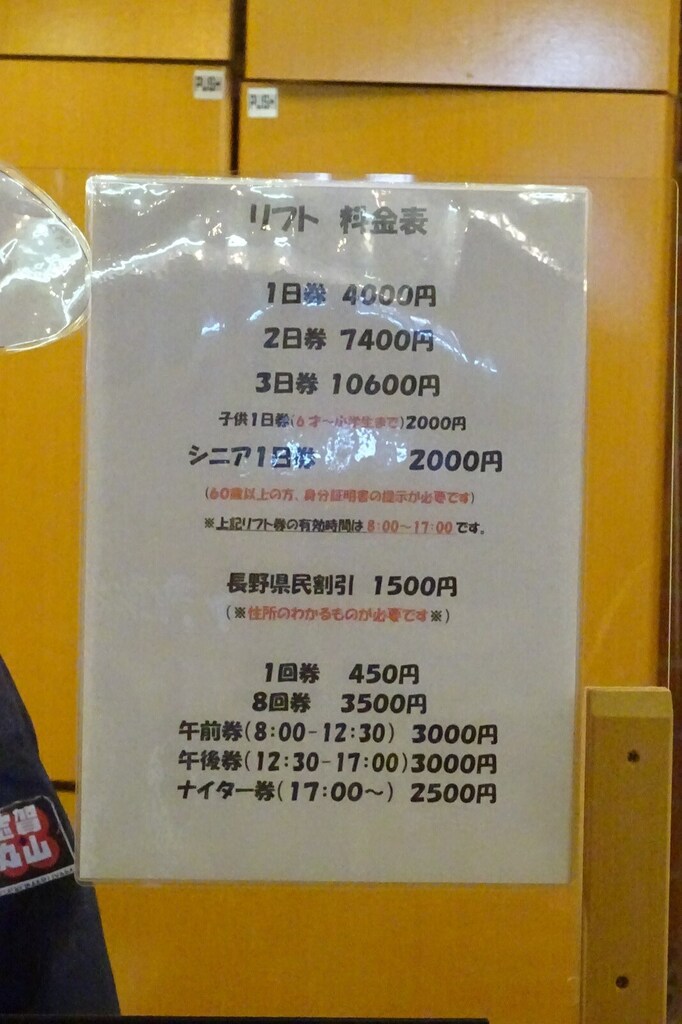 リフト 料金表
1日券 4000円
2日券 7400円
3日券 10600円
子供1日券(6才～小学生まで)2000円
シニア1日券 2000円
(60歳以上の方、身分証明書の提示が必要です)
※上記リフト券の有効時間は8:00～17:00です。
長野県民割引 1500円
(※住所のわかるものが必要です※)
1回券 450円
8回券 3500円
午前券(8:00-12:30) 3000円
午後券(12:30-17:00)3000円
ナイター券(17:00～) 2500円
志賀
丸山